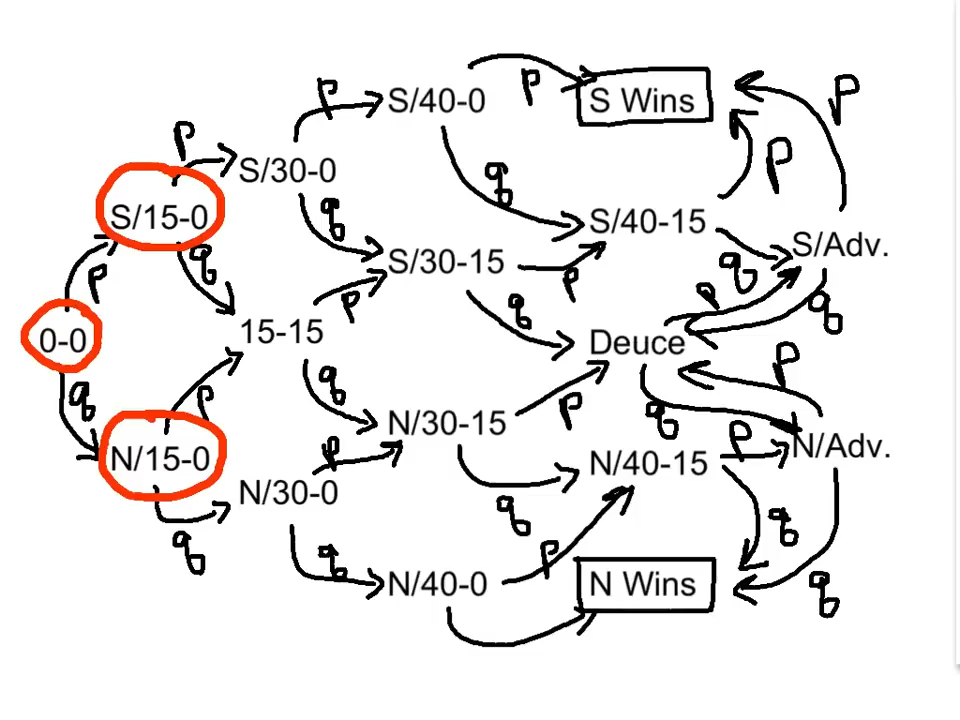 p
p
S/40-0
p
S Wins
p
p
S/30-0
q
p
S/15-0
q
S/40-15
q
S/30-15
p
q
p
S/Adv.
p
0-0
15-15
p
q
Deuce
q
q
q
p
p
q
N/15-0
p
N/30-15
p
q
N/Adv.
N/30-0
N/40-15
p
q
q
q
p
q
q
N/40-0
N Wins